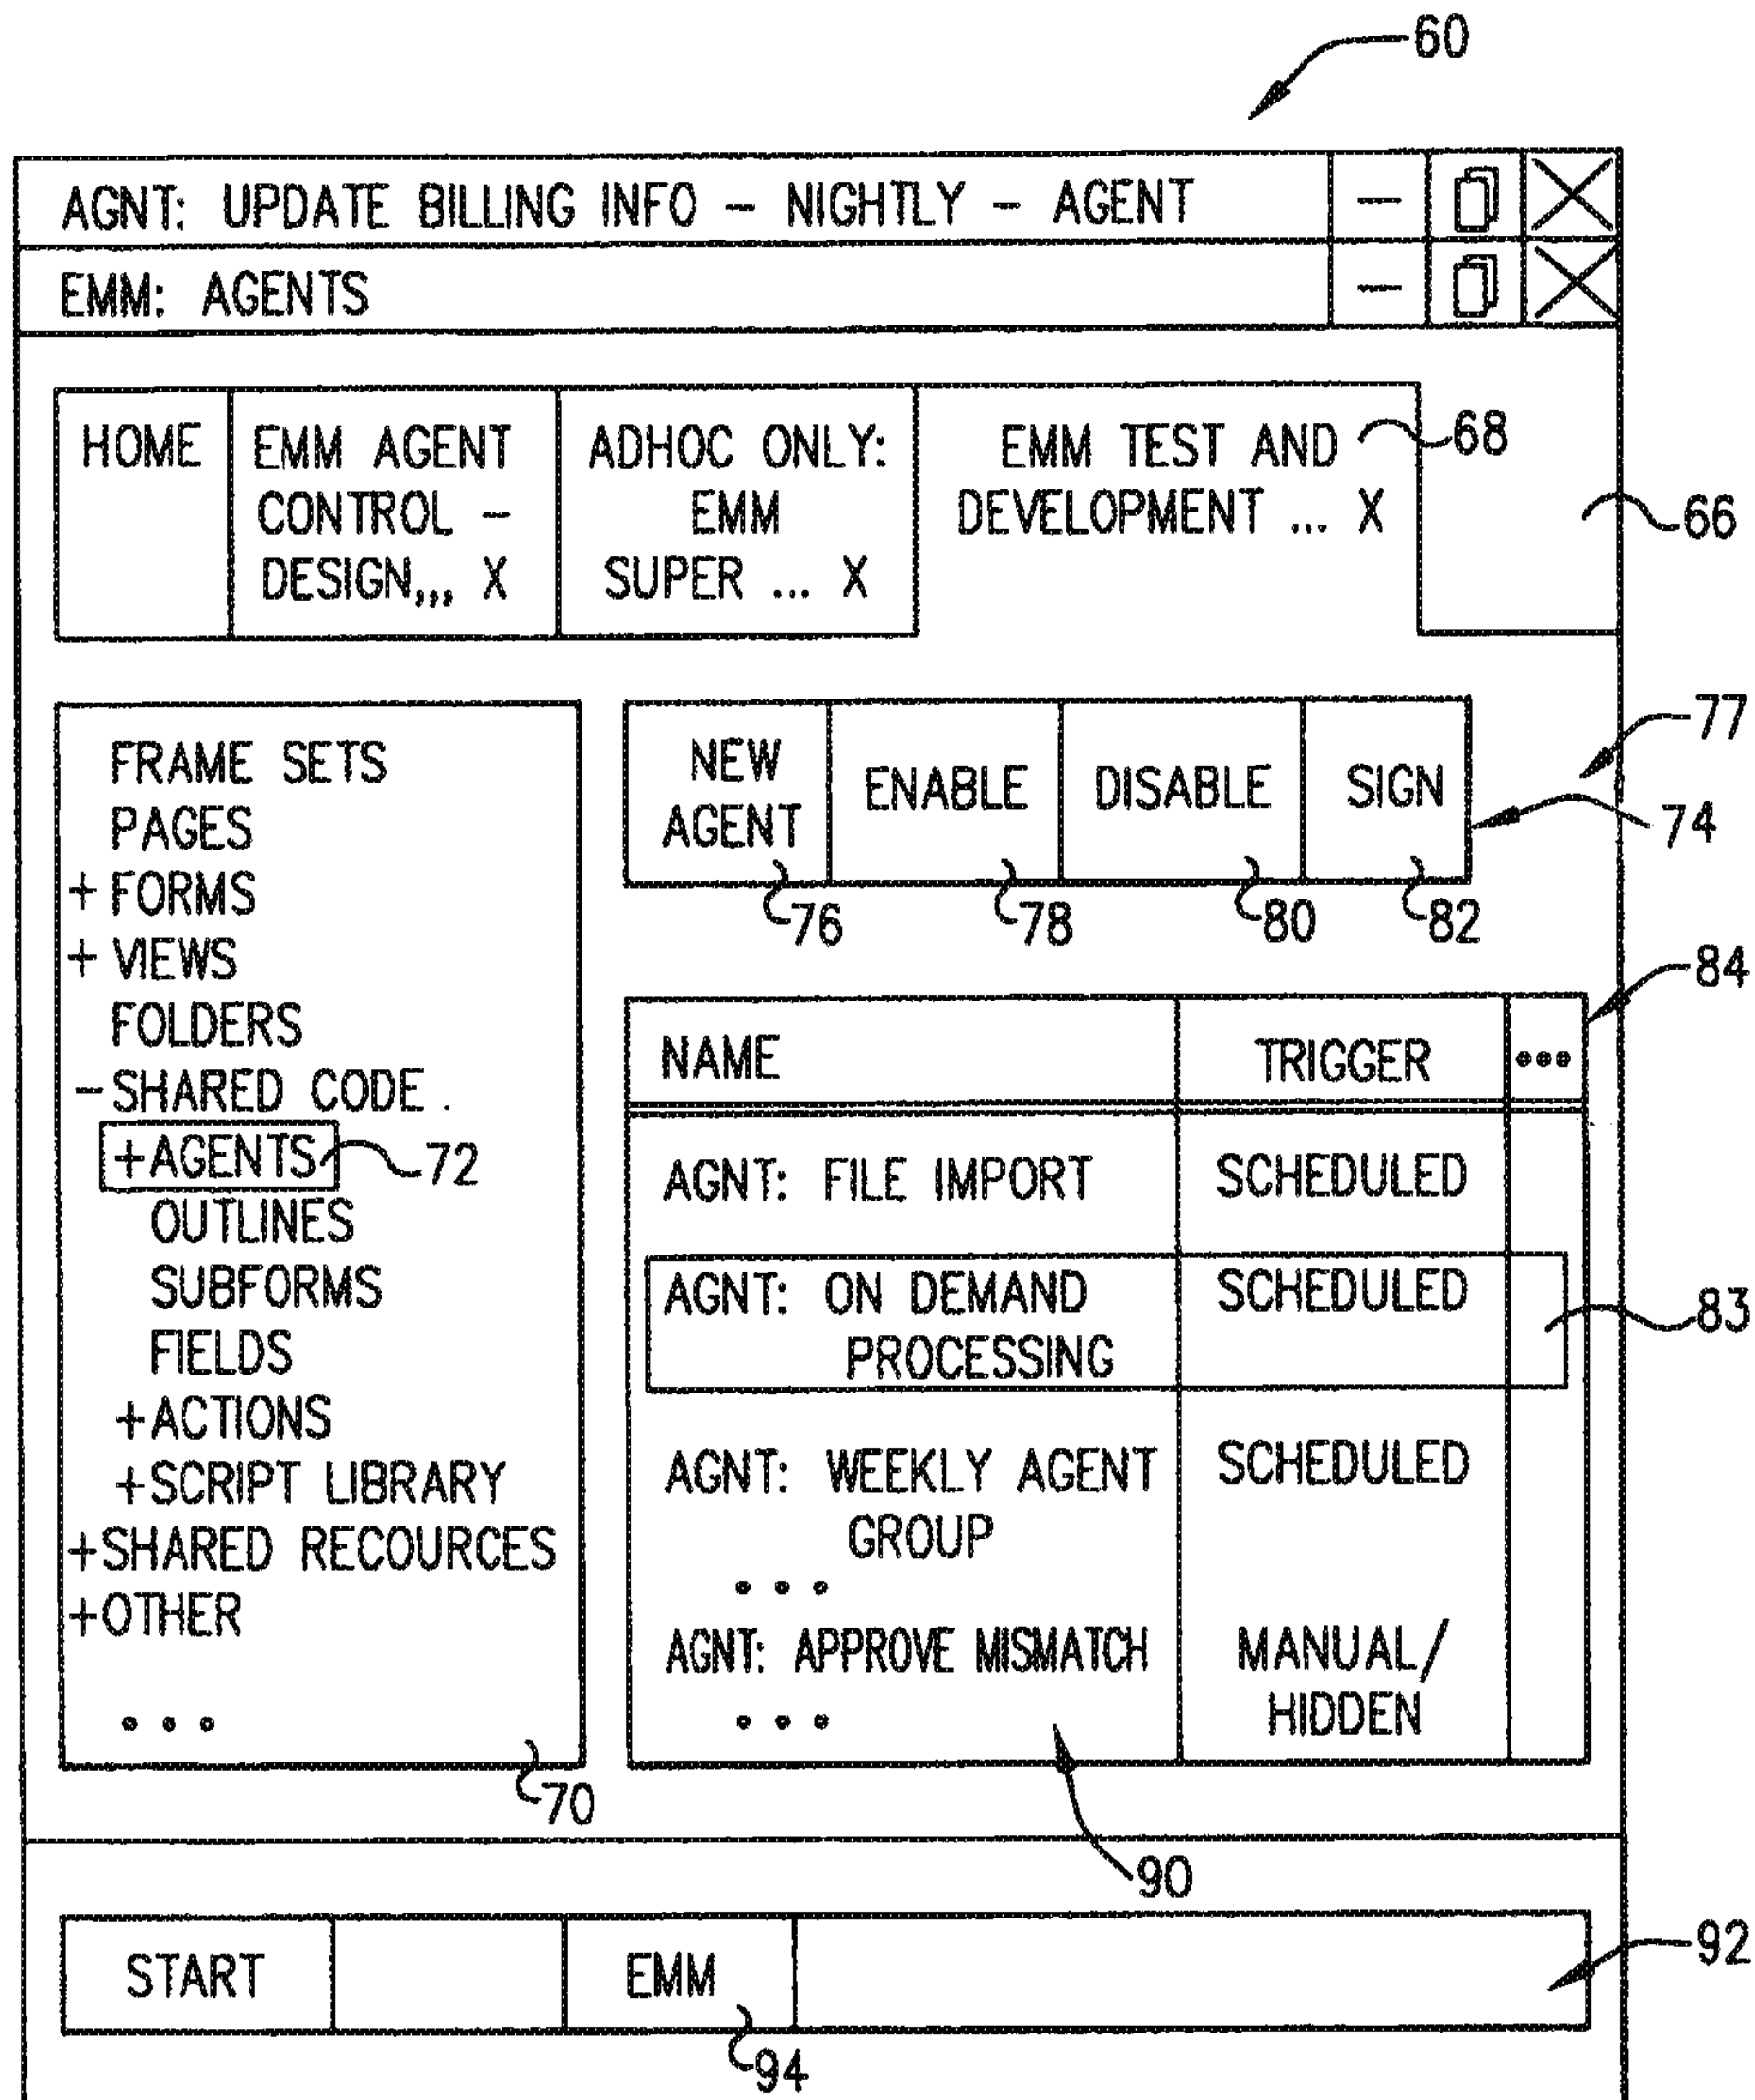 60
AGNT: UPDATE BILLING INFO – NIGHTLY – AGENT
EMM: AGENTS
HOME
EMM AGENT
CONTROL –
DESIGN,,, X
ADHOC ONLY:
EMM
SUPER ... X
EMM TEST AND
DEVELOPMENT ... X
68
66
FRAME SETS
PAGES
+ FORMS
+ VIEWS
FOLDERS
– SHARED CODE .
+AGENTS
72
OUTLINES
SUBFORMS
FIELDS
+ACTIONS
+SCRIPT LIBRARY
+SHARED RECOURCES
+OTHER
• • •
70
NEW
AGENT
ENABLE
DISABLE
SIGN
77
74
76
78
80
82
84
NAME TRIGGER •••
AGNT: FILE IMPORT SCHEDULED
AGNT: ON DEMAND SCHEDULED
PROCESSING
83
AGNT: WEEKLY AGENT SCHEDULED
GROUP
• • •
AGNT: APPROVE MISMATCH MANUAL/
• • • HIDDEN
90
START EMM
92
94